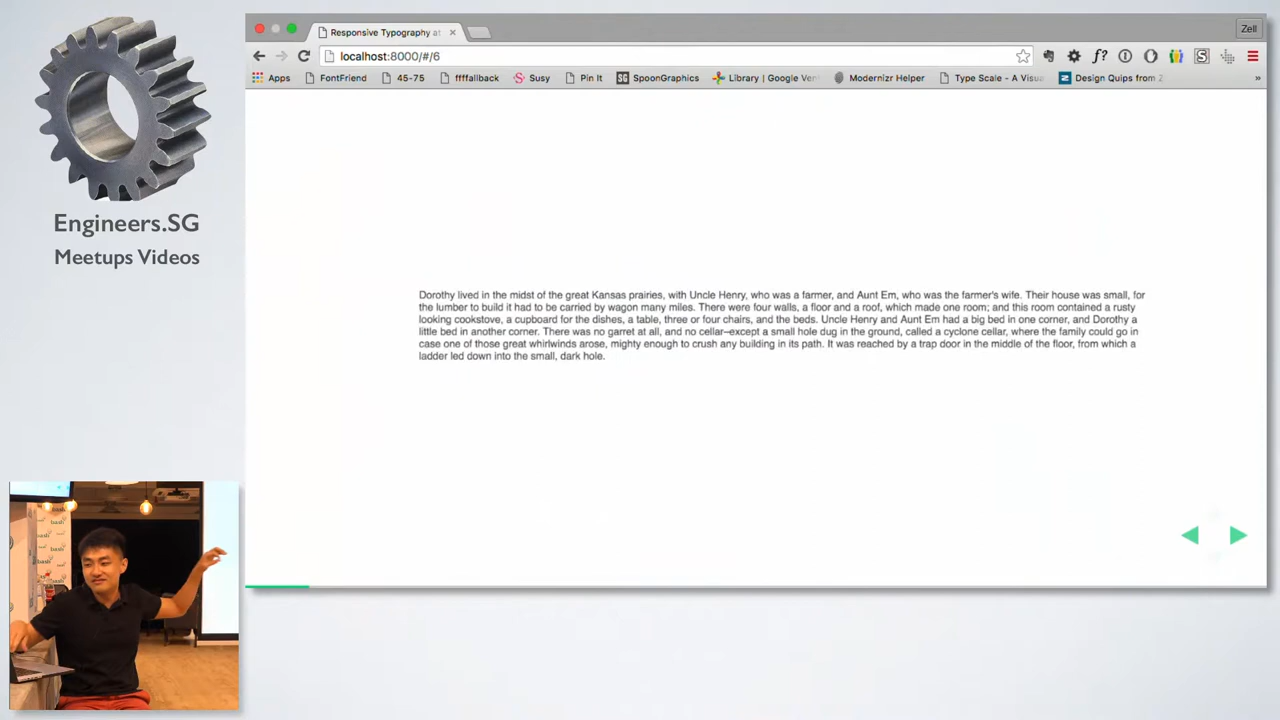 Engineers.SG
Meetups Videos
Responsive Typography at
Zell
localhost:8000/#/6
Apps
FontFriend
45-75
ffffallback
Susy
Pin It
SpoonGraphics
Library | Google Ver
Modernizr Helper
Type Scale - A Visua
Design Quips from 2
Dorothy lived in the midst of the great Kansas prairies, with Uncle Henry, who was a farmer, and Aunt Em, who was the farmer's wife. Their house was small, for
the lumber to build it had to be carried by wagon many miles. There were four walls, a floor and a roof, which made one room; and this room contained a rusty
looking cookstove, a cupboard for the dishes, a table, three or four chairs, and the beds. Uncle Henry and Aunt Em had a big bed in one corner, and Dorothy a
little bed in another corner. There was no garret at all, and no cellar–except a small hole dug in the ground, called a cyclone cellar, where the family could go in
case one of those great whirlwinds arose, mighty enough to crush any building in its path. It was reached by a trap door in the middle of the floor, from which a
ladder led down into the small, dark hole.